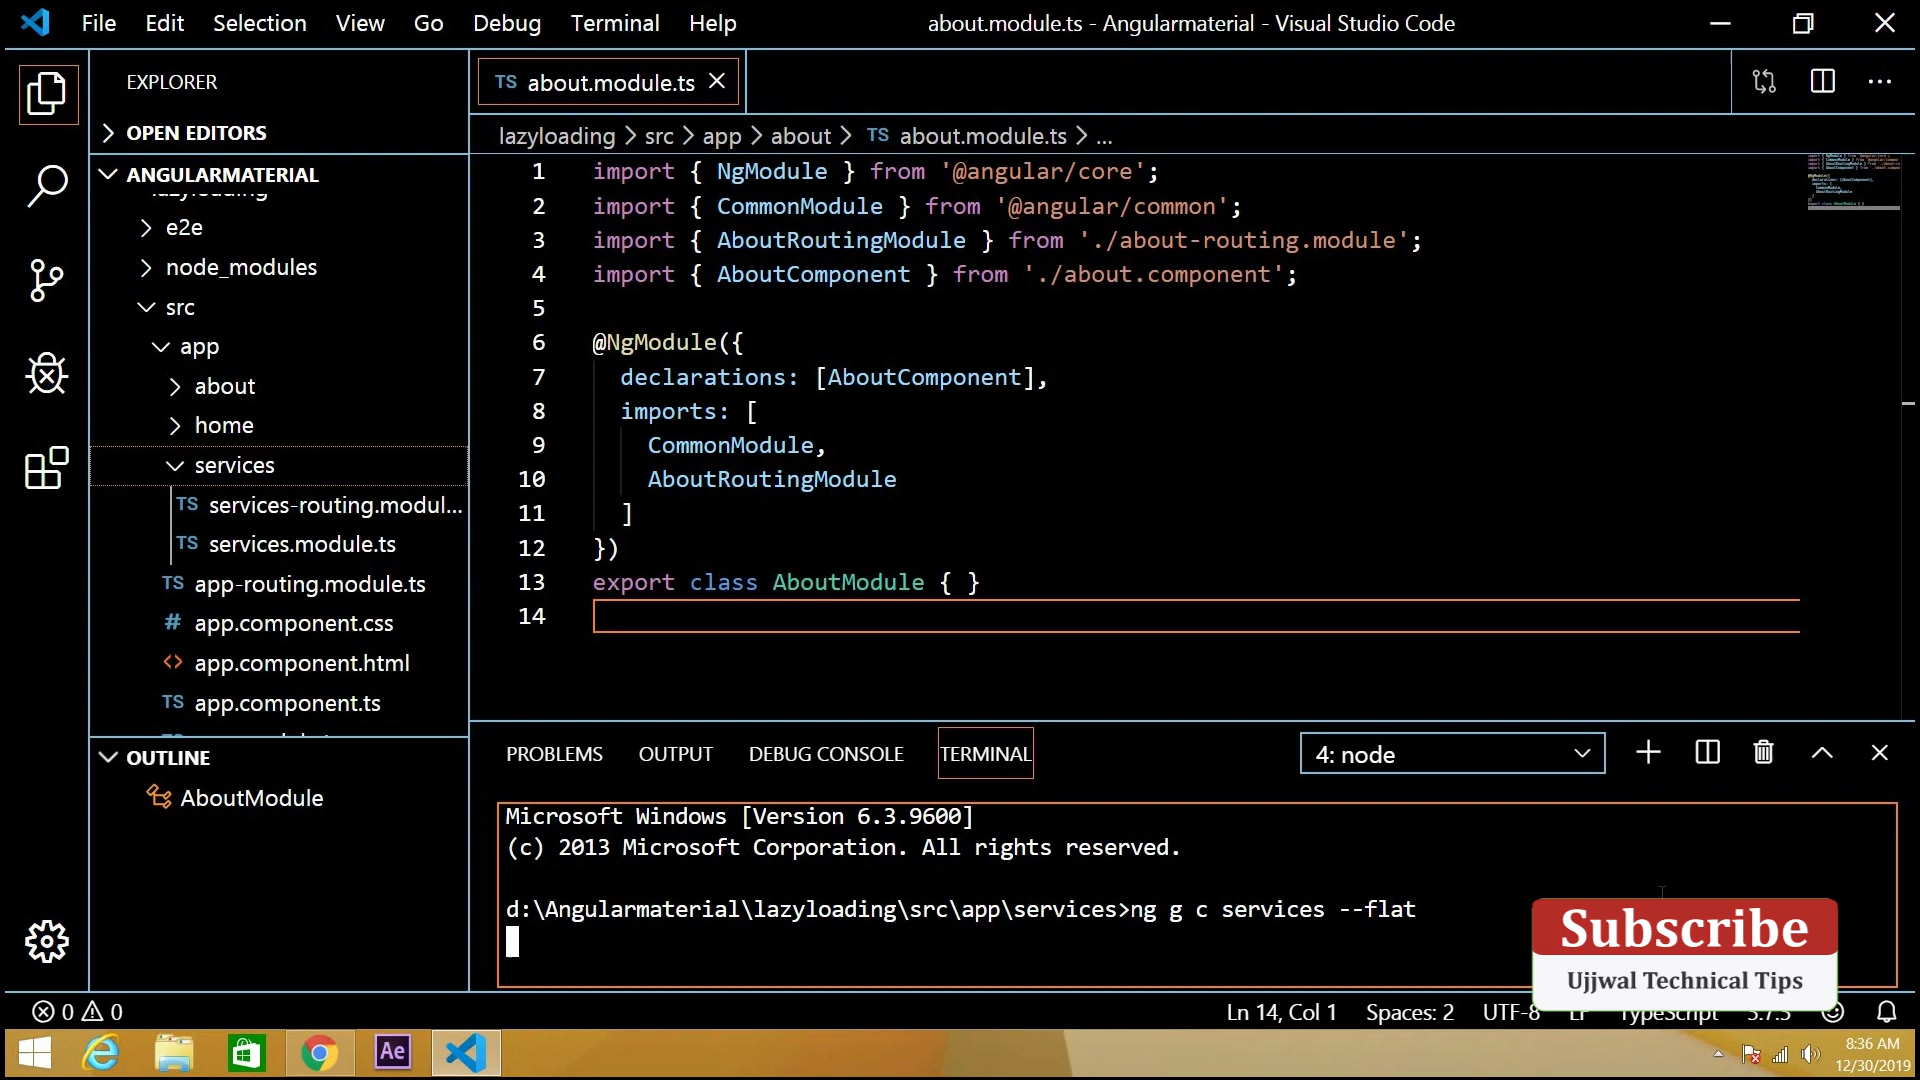 File Edit Selection View Go Debug Terminal Help
about.module.ts - Angularmaterial - Visual Studio Code
EXPLORER
OPEN EDITORS
ANGULARMATERIAL
lazyloading
e2e
node_modules
src
app
about
home
services
TS services-routing.modul...
TS services.module.ts
TS app-routing.module.ts
# app.component.css
<> app.component.html
TS app.component.ts
OUTLINE
AboutModule
TS about.module.ts
lazyloading > src > app > about > TS about.module.ts > ...
1 import { NgModule } from '@angular/core';
2 import { CommonModule } from '@angular/common';
3 import { AboutRoutingModule } from './about-routing.module';
4 import { AboutComponent } from './about.component';
5
6 @NgModule({
7 declarations: [AboutComponent],
8 imports: [
9 CommonModule,
10 AboutRoutingModule
11 ]
12 })
13 export class AboutModule { }
14
PROBLEMS OUTPUT DEBUG CONSOLE TERMINAL
4: node
Microsoft Windows [Version 6.3.9600]
(c) 2013 Microsoft Corporation. All rights reserved.
d:\Angularmaterial\lazyloading\src\app\services>ng g c services --flat
Subscribe
Ujjwal Technical Tips
0 0
Ln 14, Col 1 Spaces: 2 UTF-8 LF TypeScript 3.7.3
Ae
8:36 AM
12/30/2019